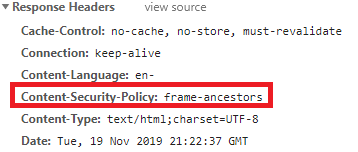 Response Headers view source
Cache-Control: no-cache, no-store, must-revalidate
Connection: keep-alive
Content-Language: en-
Content-Security-Policy: frame-ancestors
Content-Type: text/html;charset=UTF-8
Date: Tue, 19 Nov 2019 21:22:37 GMT